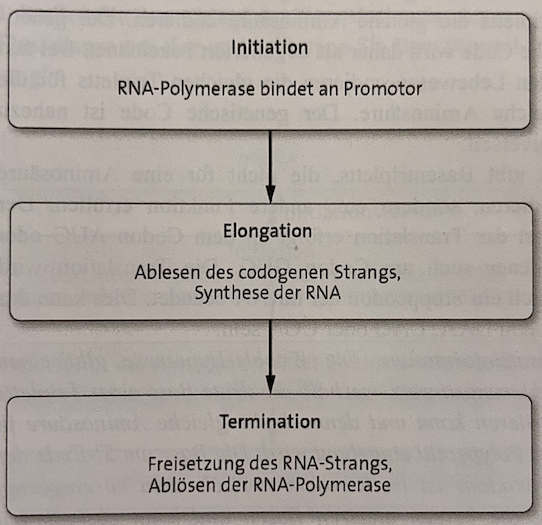 Initiation
RNA-Polymerase bindet an Promotor
Elongation
Ablesen des codogenen Strangs,
Synthese der RNA
Termination
Freisetzung des RNA-Strangs,
Ablösen der RNA-Polymerase